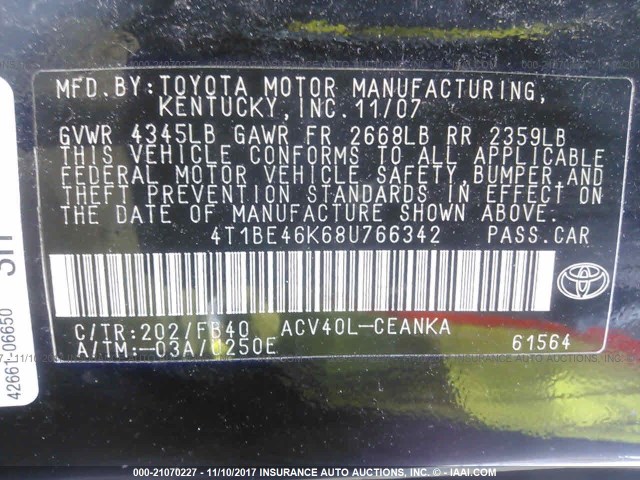 MFD. BY: TOYOTA MOTOR MANUFACTURING,
KENTUCKY, INC. 11/07
GVWR 4345LB GAWR FR 2668LB RR 2359LB
THIS VEHICLE CONFORMS TO ALL APPLICABLE
FEDERAL MOTOR VEHICLE SAFETY, BUMPER, AND
THEFT PREVENTION STANDARDS IN EFFECT ON
THE DATE OF MANUFACTURE SHOWN ABOVE.
4T1BE46K68U766342 PASS. CAR
C/TR: 202/FB40 ACV40L-CEANKA
A/TM:-03A/U250E 61564
06650
000-21070227 - 11/10/2017 INSURANCE AUTO AUCTIONS, INC. - © - IAAI.COM